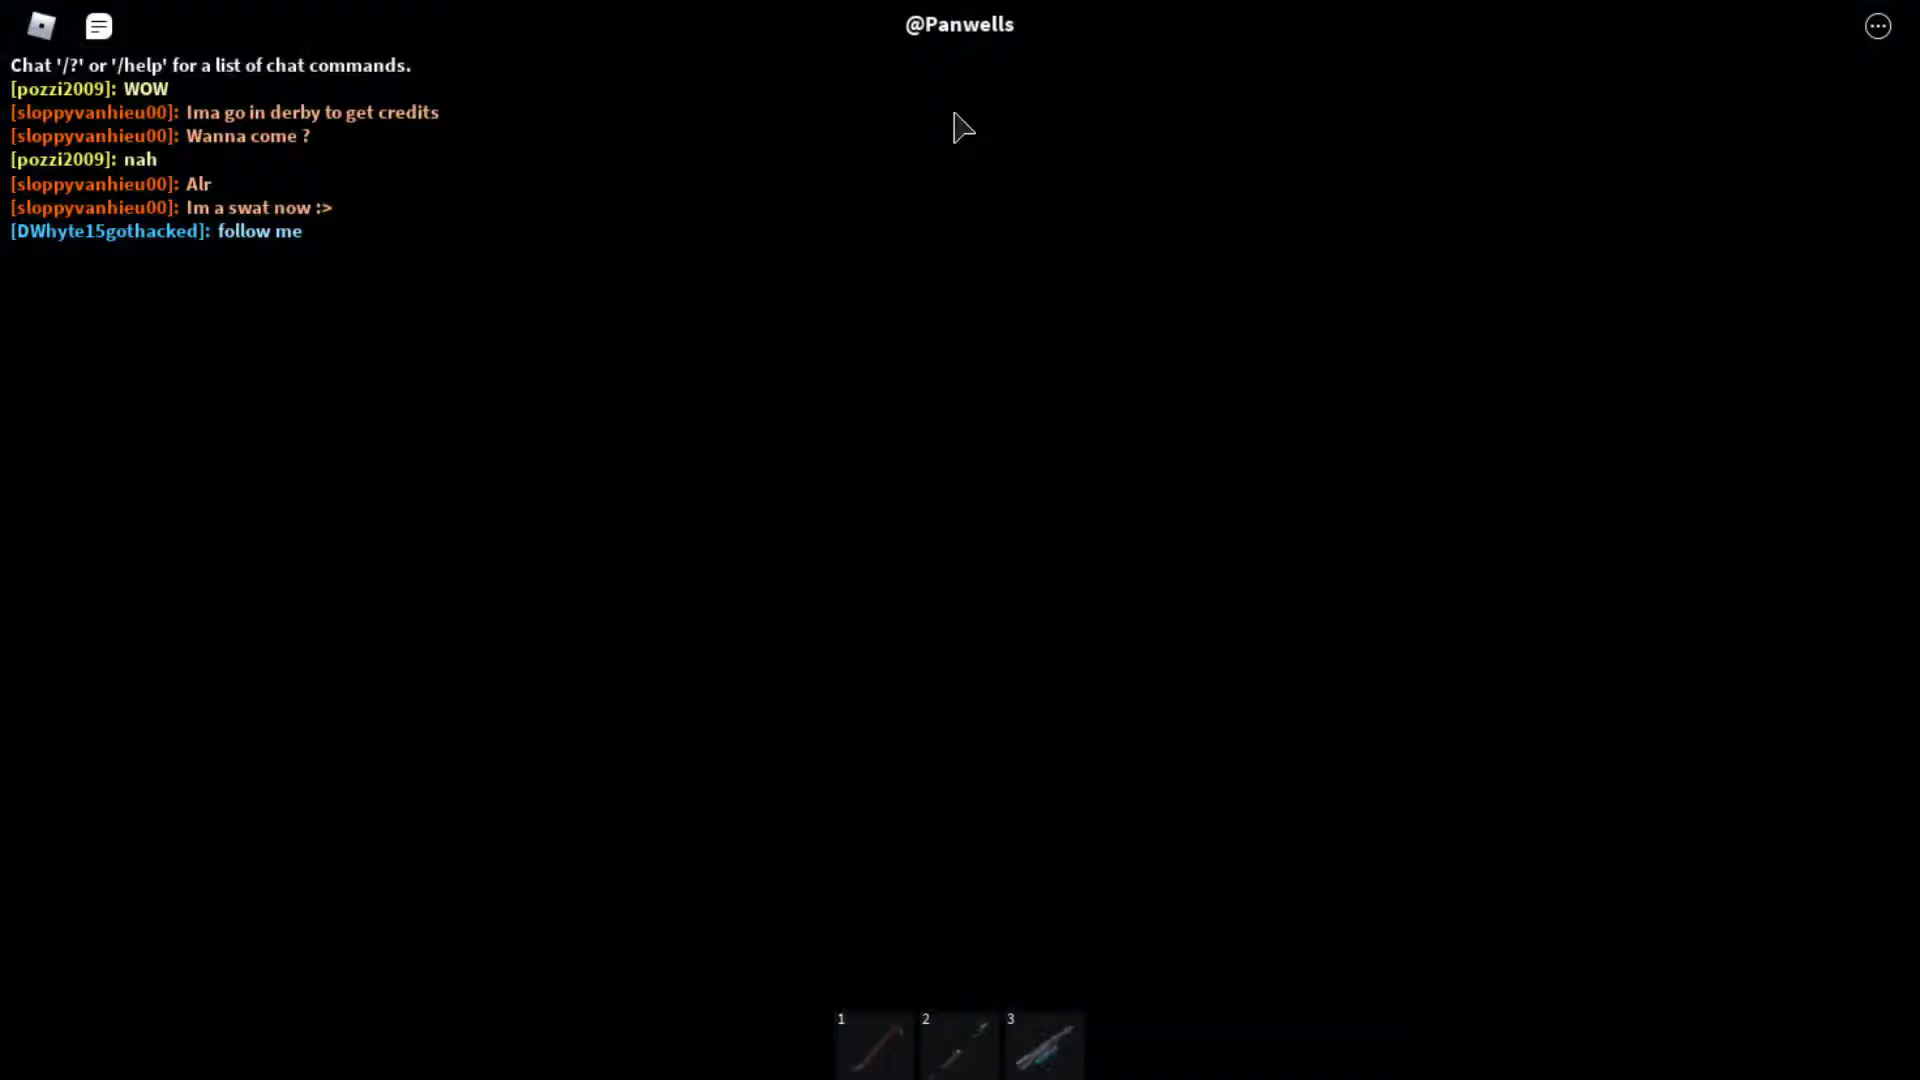 @Panwells
Chat '/?' or '/help' for a list of chat commands.
[pozzi2009]: WOW
[sloppyvanhieu00]: Ima go in derby to get credits
[sloppyvanhieu00]: Wanna come ?
[pozzi2009]: nah
[sloppyvanhieu00]: Alr
[sloppyvanhieu00]: Im a swat now :>
[DWhyte15gothacked]: follow me
1 2 3